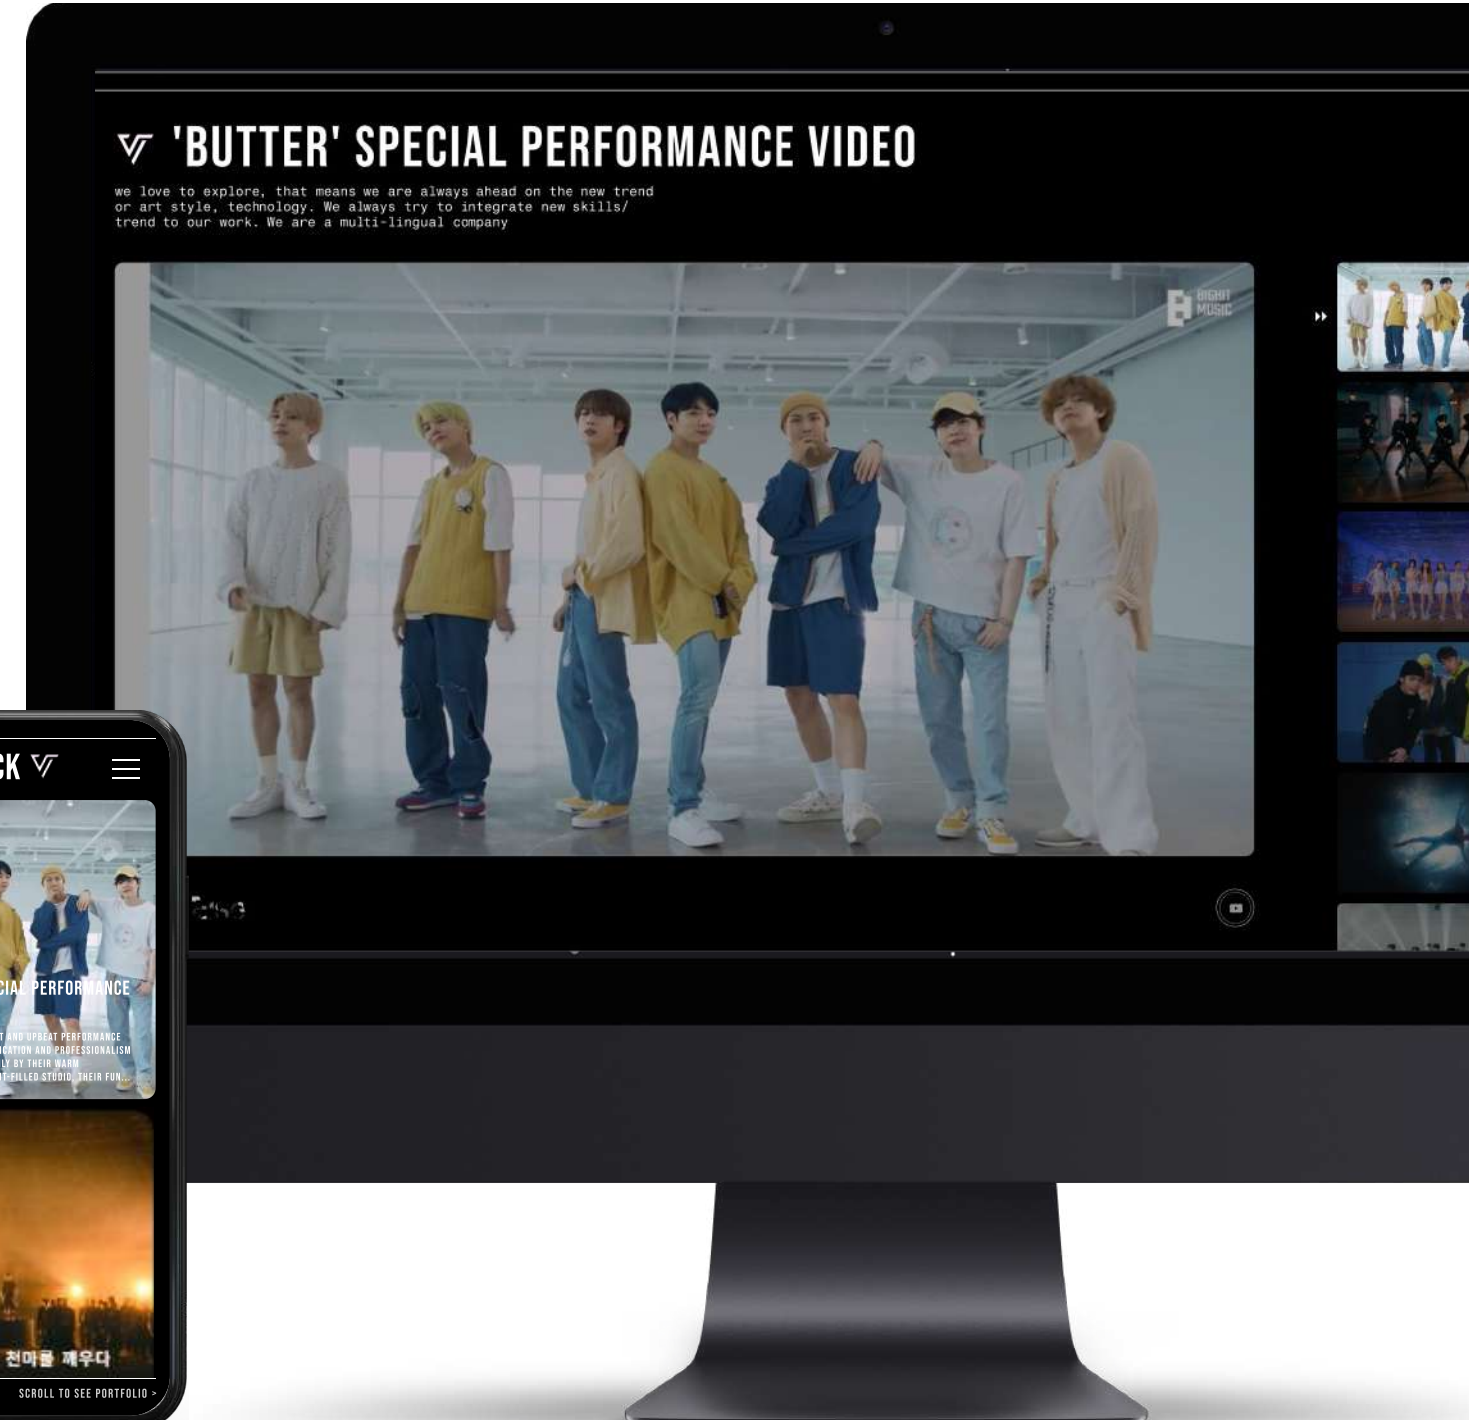 'BUTTER' SPECIAL PERFORMANCE VIDEO
we love to explore, that means we are always ahead on the new trend
or art style, technology. We always try to integrate new skills/
trend to our work. We are a multi-lingual company
BIGHIT
MUSIC
CK
CIAL PERFORMANCE
T AND UPBEAT PERFORMANCE
ICATION AND PROFESSIONALISM
LY BY THEIR WARM
T-FILLED STUDIO, THEIR FUN...
천마를 깨우다
SCROLL TO SEE PORTFOLIO >